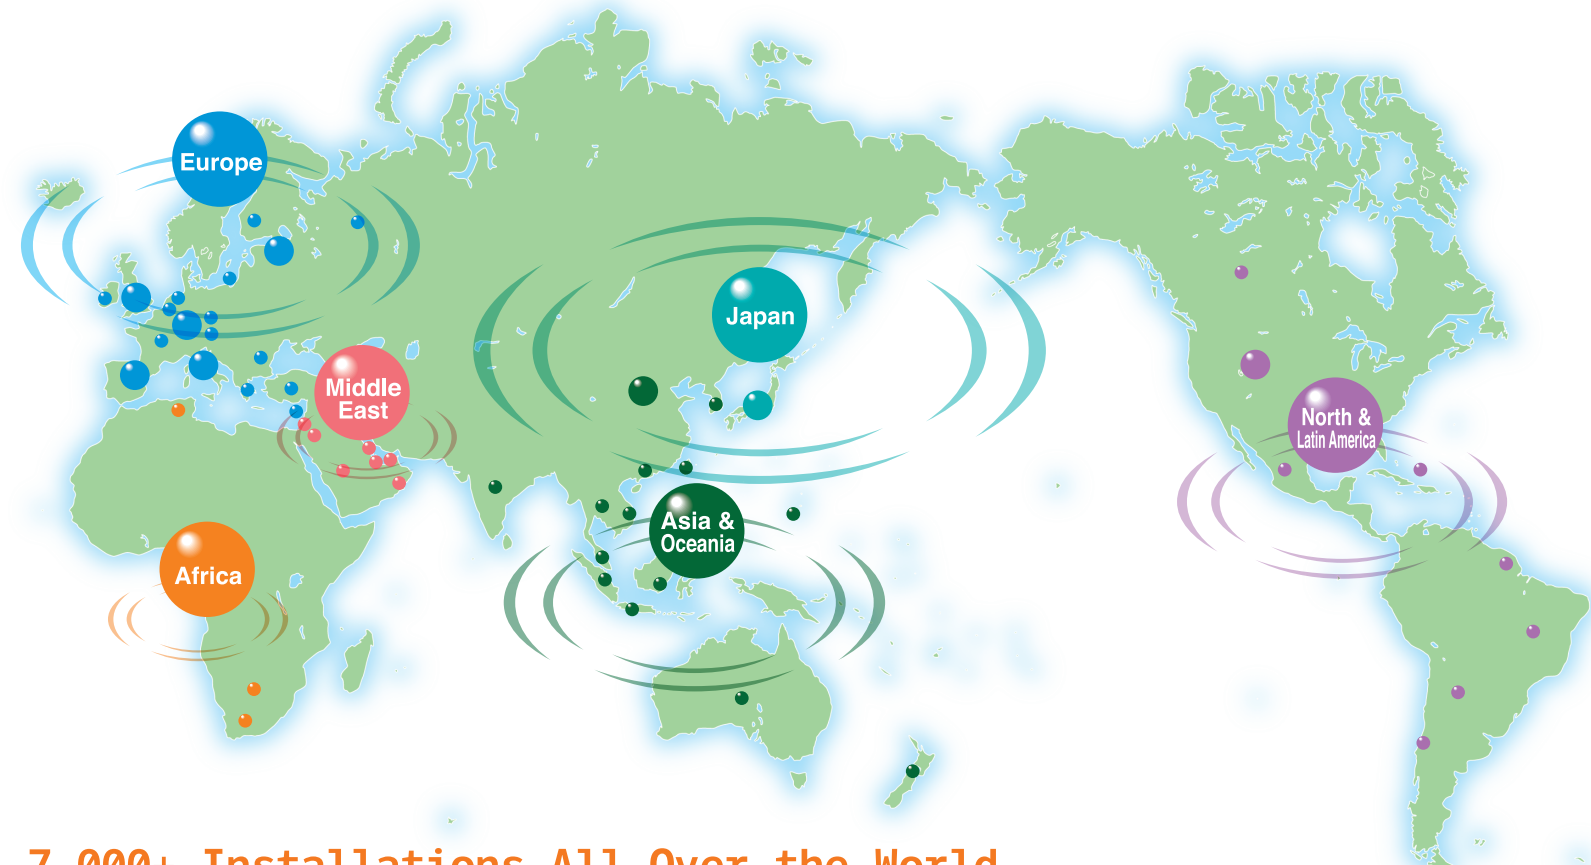 Europe
Japan
Middle
East
North &
Latin America
Asia &
Oceania
Africa
7,000+ Installations All Over the World